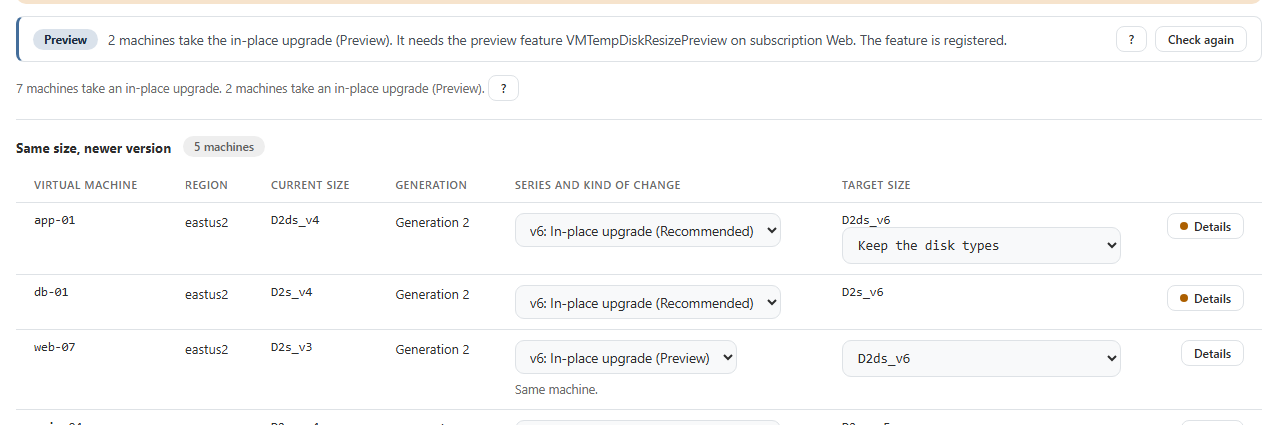 Preview 2 machines take the in-place upgrade (Preview). It needs the preview feature VMTempDiskResizePreview on subscription Web. The feature is registered. ? Check again
7 machines take an in-place upgrade. 2 machines take an in-place upgrade (Preview). ?
Same size, newer version 5 machines
VIRTUAL MACHINE REGION CURRENT SIZE GENERATION SERIES AND KIND OF CHANGE TARGET SIZE
app-01 eastus2 D2ds_v4 Generation 2 v6: In-place upgrade (Recommended) D2ds_v6 Details
Keep the disk types
db-01 eastus2 D2s_v4 Generation 2 v6: In-place upgrade (Recommended) D2s_v6 Details
web-07 eastus2 D2s_v3 Generation 2 v6: In-place upgrade (Preview) D2ds_v6 Details
Same machine.